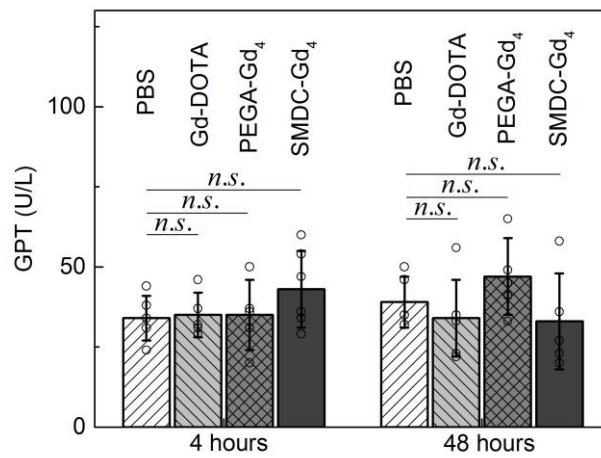 GPT (U/L)
100
50
0
PBS
Gd-DOTA
PEGA-Gd₄
SMDC-Gd₄
n.s.
n.s.
n.s.
PBS
Gd-DOTA
PEGA-Gd₄
SMDC-Gd₄
n.s.
n.s.
n.s.
4 hours
48 hours